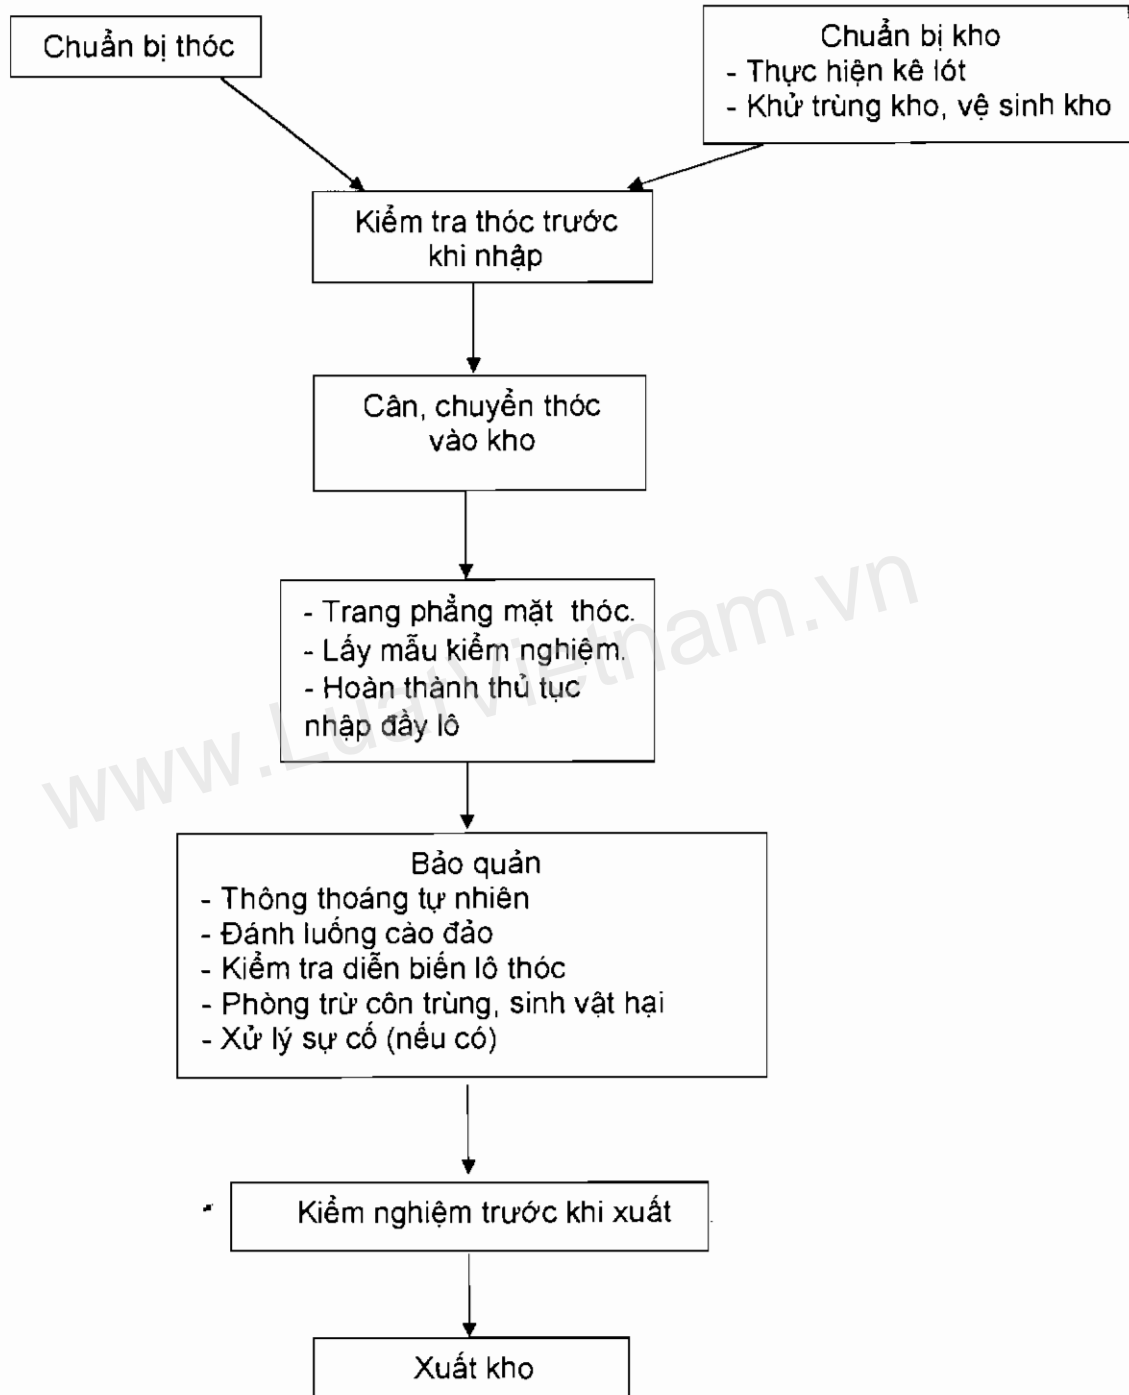 Chuẩn bị thóc
Chuẩn bị kho
- Thực hiện kê lót
- Khử trùng kho, vệ sinh kho
Kiểm tra thóc trước
khi nhập
Cân, chuyển thóc
vào kho
- Trang phẳng mặt thóc.
- Lấy mẫu kiểm nghiệm.
- Hoàn thành thủ tục
nhập đầy lô
www.LuatVietnam.vn
Bảo quản
- Thông thoáng tự nhiên
- Đánh luống cào đảo
- Kiểm tra diễn biến lô thóc
- Phòng trừ côn trùng, sinh vật hại
- Xử lý sự cố (nếu có)
Kiểm nghiệm trước khi xuất
Xuất kho